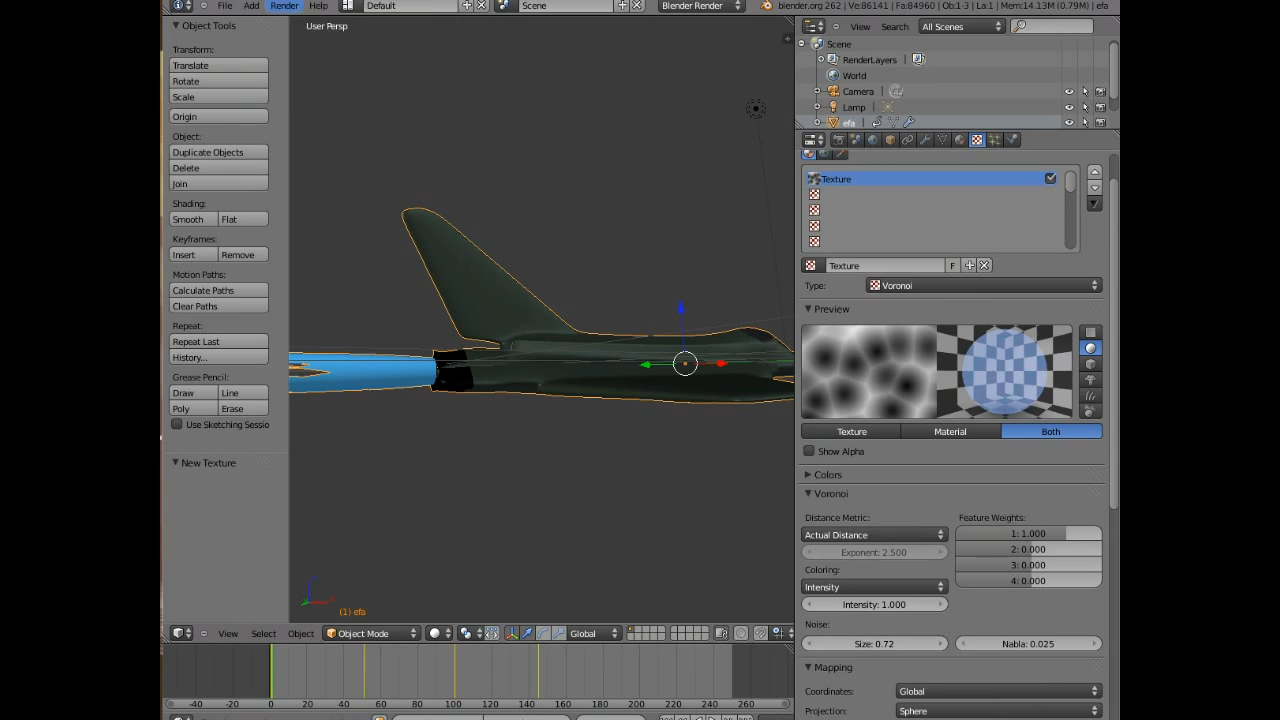 File Add Render Help Default Scene Blender Render blender.org 262 | Ve:86141 | Fa:84960 | Ob:1-3 | La:1 | Mem:14.13M (0.79M) | efa
Object Tools
Transform:
Translate
Rotate
Scale
Origin
Object:
Duplicate Objects
Delete
Join
Shading:
Smooth Flat
Keyframes:
Insert Remove
Motion Paths:
Calculate Paths
Clear Paths
Repeat:
Repeat Last
History...
Grease Pencil:
Draw Line
Poly Erase
Use Sketching Sessio
New Texture
User Persp
(1) efa
View Select Object Object Mode Global
-40 -20 0 20 40 60 80 100 120 140 160 180 200 220 240 260
View Search All Scenes
Scene
RenderLayers
World
Camera
Lamp
efa
Texture
Texture F
Type: Voronoi
Preview
Texture Material Both
Show Alpha
Colors
Voronoi
Distance Metric: Feature Weights:
Actual Distance 1: 1.000
Exponent: 2.500 2: 0.000
Coloring: 3: 0.000
Intensity 4: 0.000
Intensity: 1.000
Noise:
Size: 0.72 Nabla: 0.025
Mapping
Coordinates: Global
Projection: Sphere